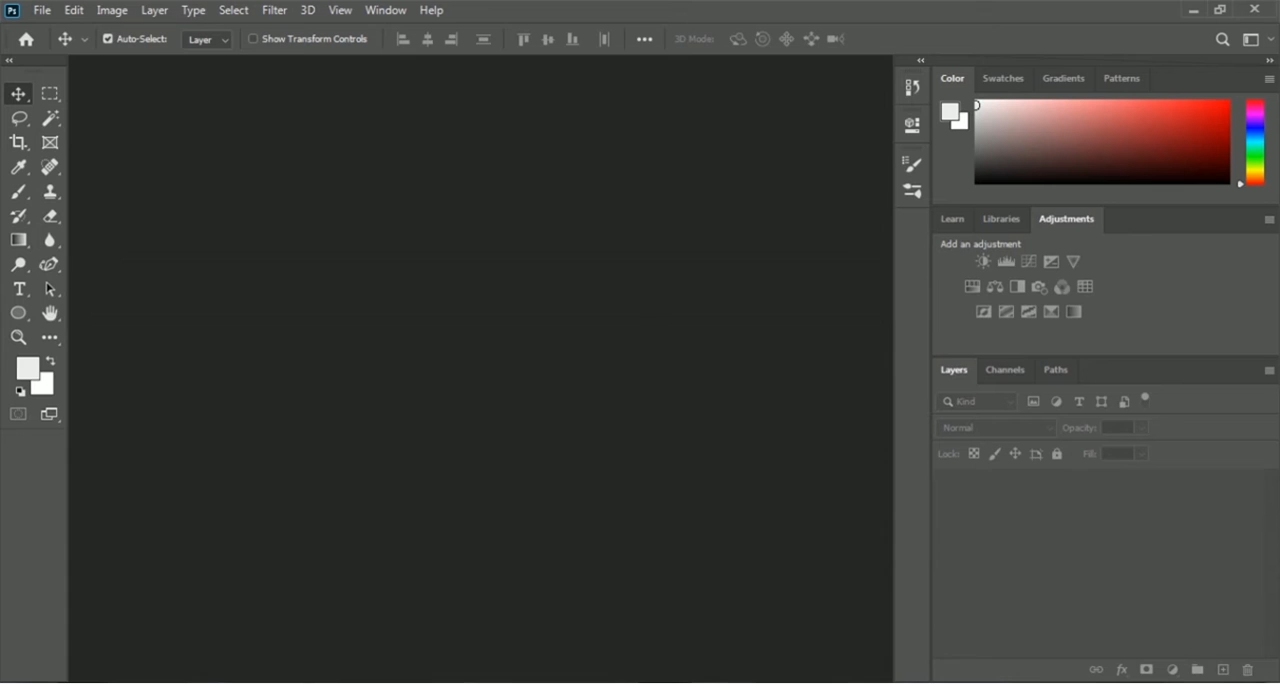 Ps File Edit Image Layer Type Select Filter 3D View Window Help
Auto-Select: Layer Show Transform Controls 3D Mode:
Color Swatches Gradients Patterns
Learn Libraries Adjustments
Add an adjustment
T
Layers Channels Paths
Kind T
Normal Opacity:
Lock: Fill:
fx